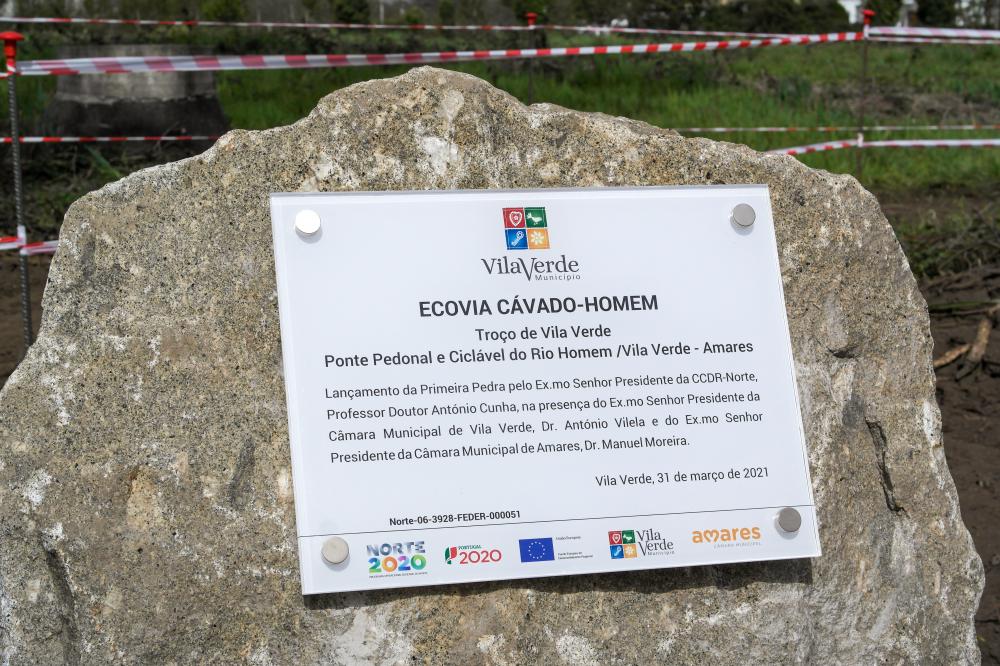 VilaVerde
Município
ECOVIA CÁVADO-HOMEM
Troço de Vila Verde
Ponte Pedonal e Ciclável do Rio Homem /Vila Verde - Amares
Lançamento da Primeira Pedra pelo Ex.mo Senhor Presidente da CCDR-Norte,
Professor Doutor António Cunha, na presença do Ex.mo Senhor Presidente da
Câmara Municipal de Vila Verde, Dr. António Vilela e do Ex.mo Senhor
Presidente da Câmara Municipal de Amares, Dr. Manuel Moreira.
Vila Verde, 31 de março de 2021
Norte-06-3928-FEDER-000051
NORTE
2020
PORTUGAL
2020
União Europeia
Vila
Verde
Município
amares
CÂMARA MUNICIPAL